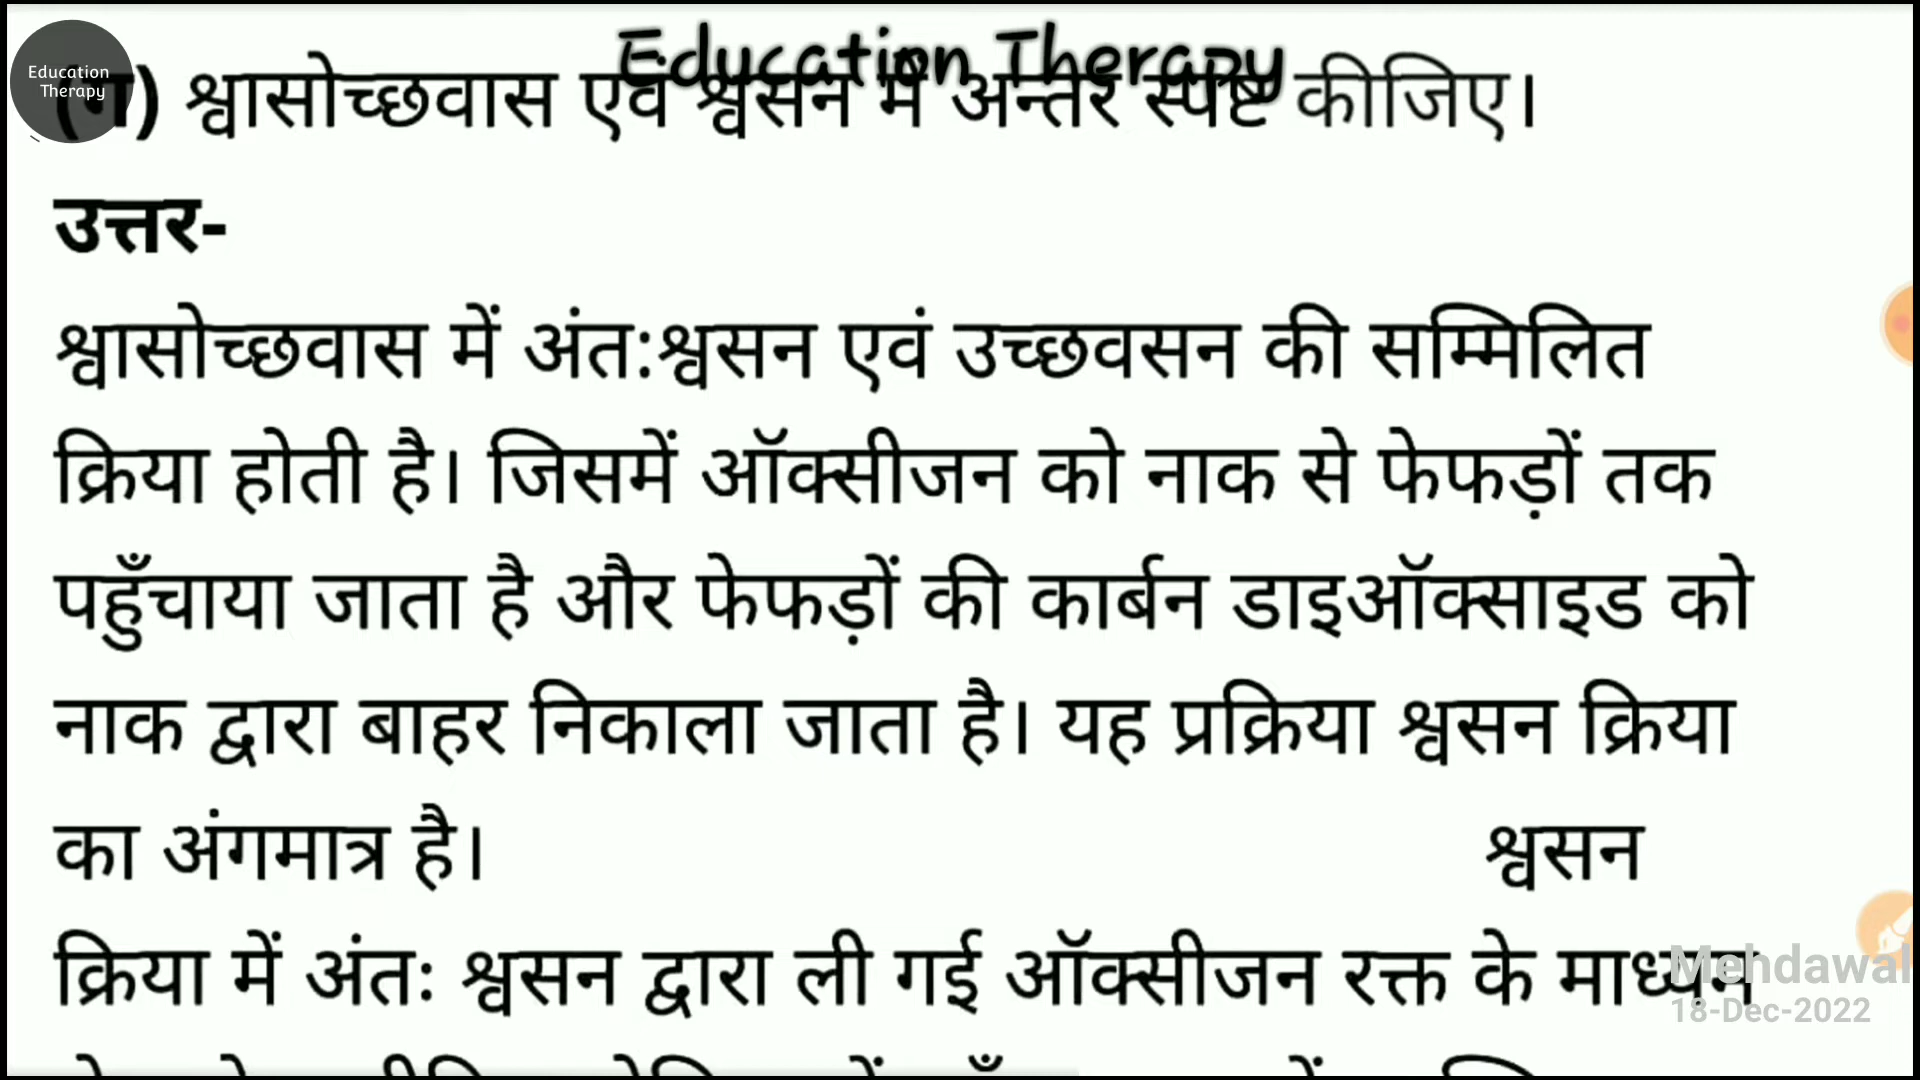 Education Therapy
Education
Therapy
श्वासोच्छवास एवं श्वसन में अन्तर स्पष्ट कीजिए।
उत्तर-
श्वासोच्छवास में अंत:श्वसन एवं उच्छवसन की सम्मिलित
क्रिया होती है। जिसमें ऑक्सीजन को नाक से फेफड़ों तक
पहुँचाया जाता है और फेफड़ों की कार्बन डाइऑक्साइड को
नाक द्वारा बाहर निकाला जाता है। यह प्रक्रिया श्वसन क्रिया
का अंगमात्र है। श्वसन
क्रिया में अंतः श्वसन द्वारा ली गई ऑक्सीजन रक्त के माध्यम
Mehdawal
18-Dec-2022